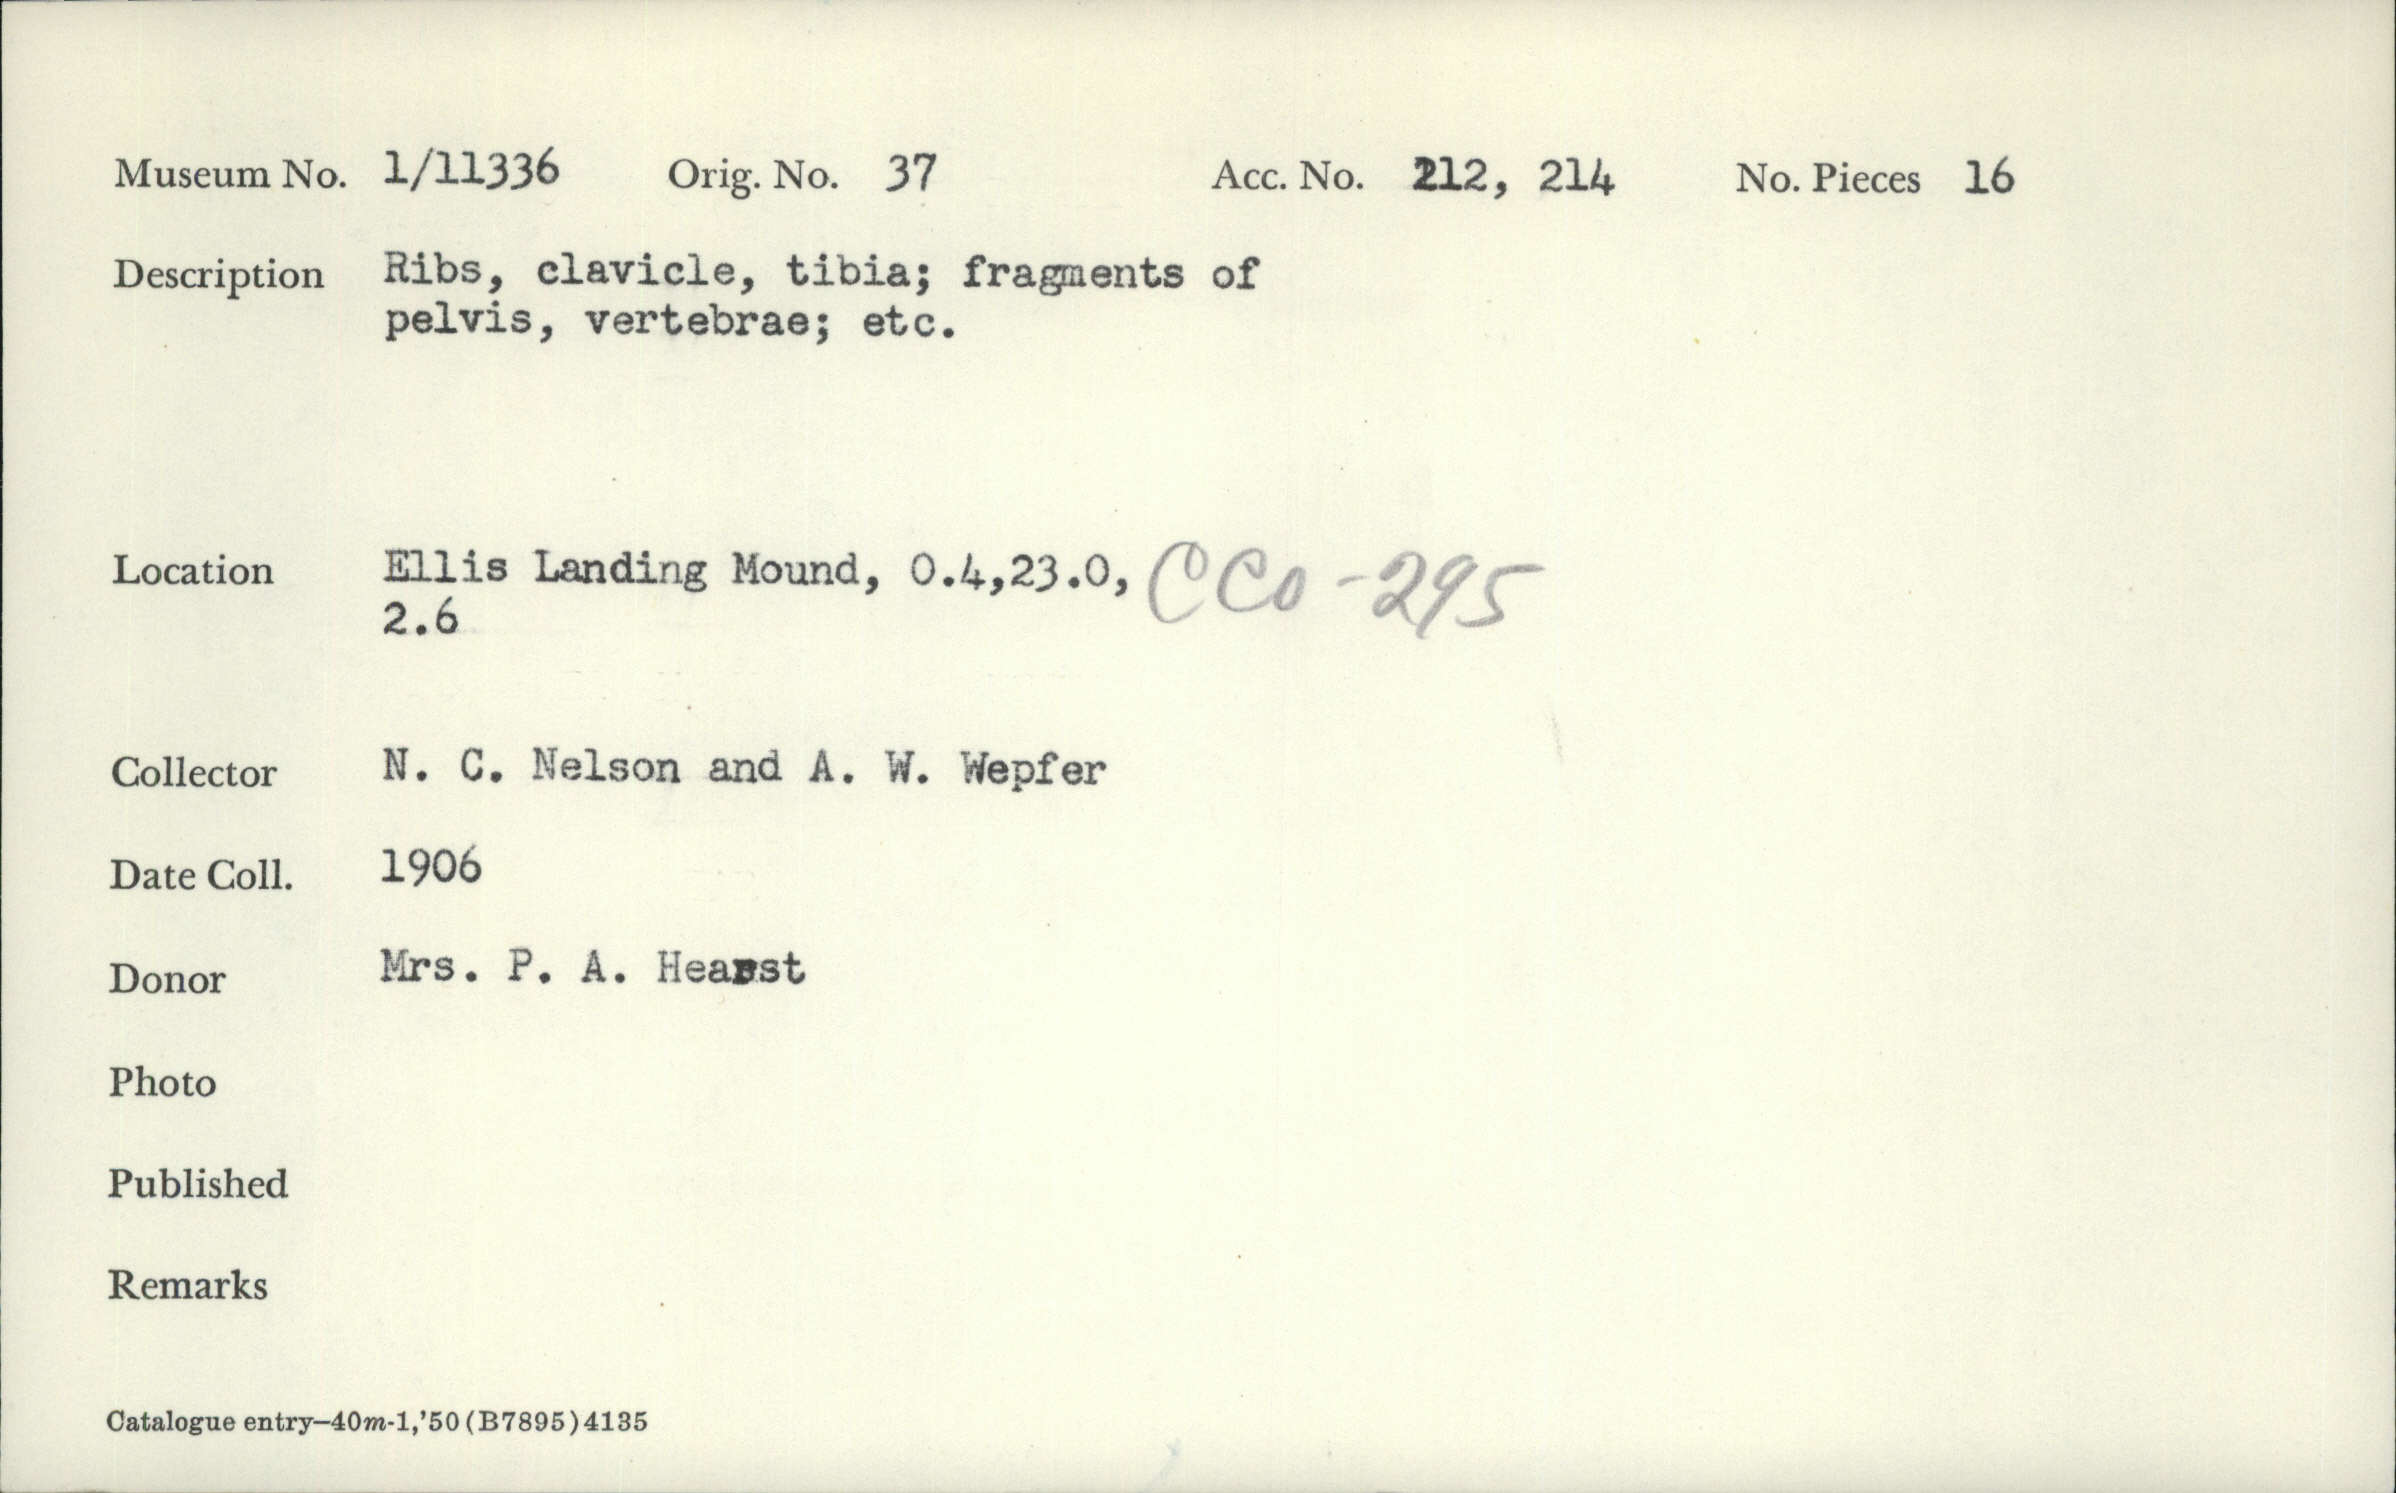 Museum No. 1/11336 Orig. No. 37 Acc. No. 212, 214 No. Pieces 16
Description Ribs, clavicle, tibia; fragments of
pelvis, vertebrae; etc.
Location Ellis Landing Mound, 0.4,23.0, CCo-295
2.6
Collector N. C. Nelson and A. W. Wepfer
Date Coll. 1906
Donor Mrs. P. A. Hearst
Photo
Published
Remarks
Catalogue entry—40m-1,'50(B7895)4135